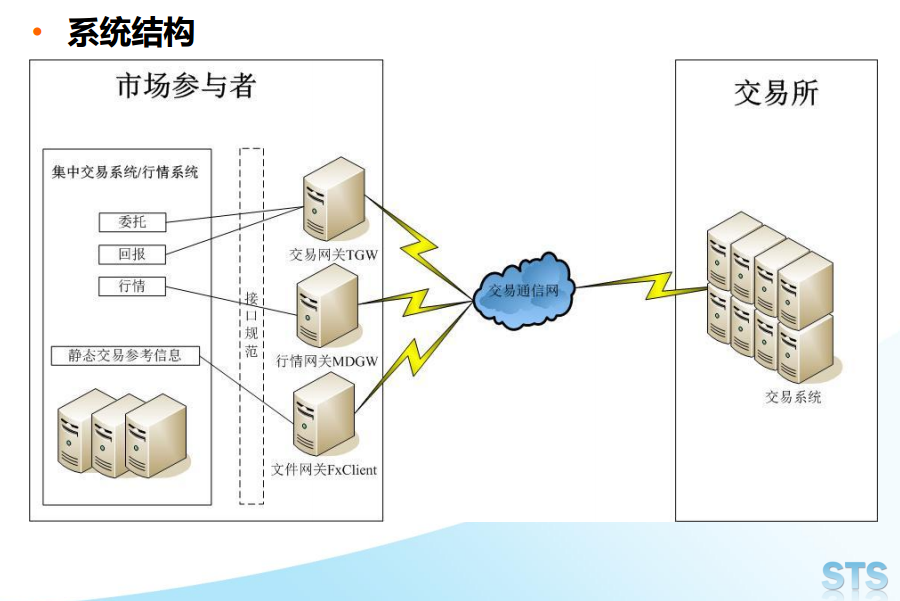 • 系统结构
市场参与者
集中交易系统/行情系统
委托
回报
行情
静态交易参考信息
接口规范
交易网关TGW
行情网关MDGW
文件网关FxClient
交易通信网
交易所
交易系统
STS